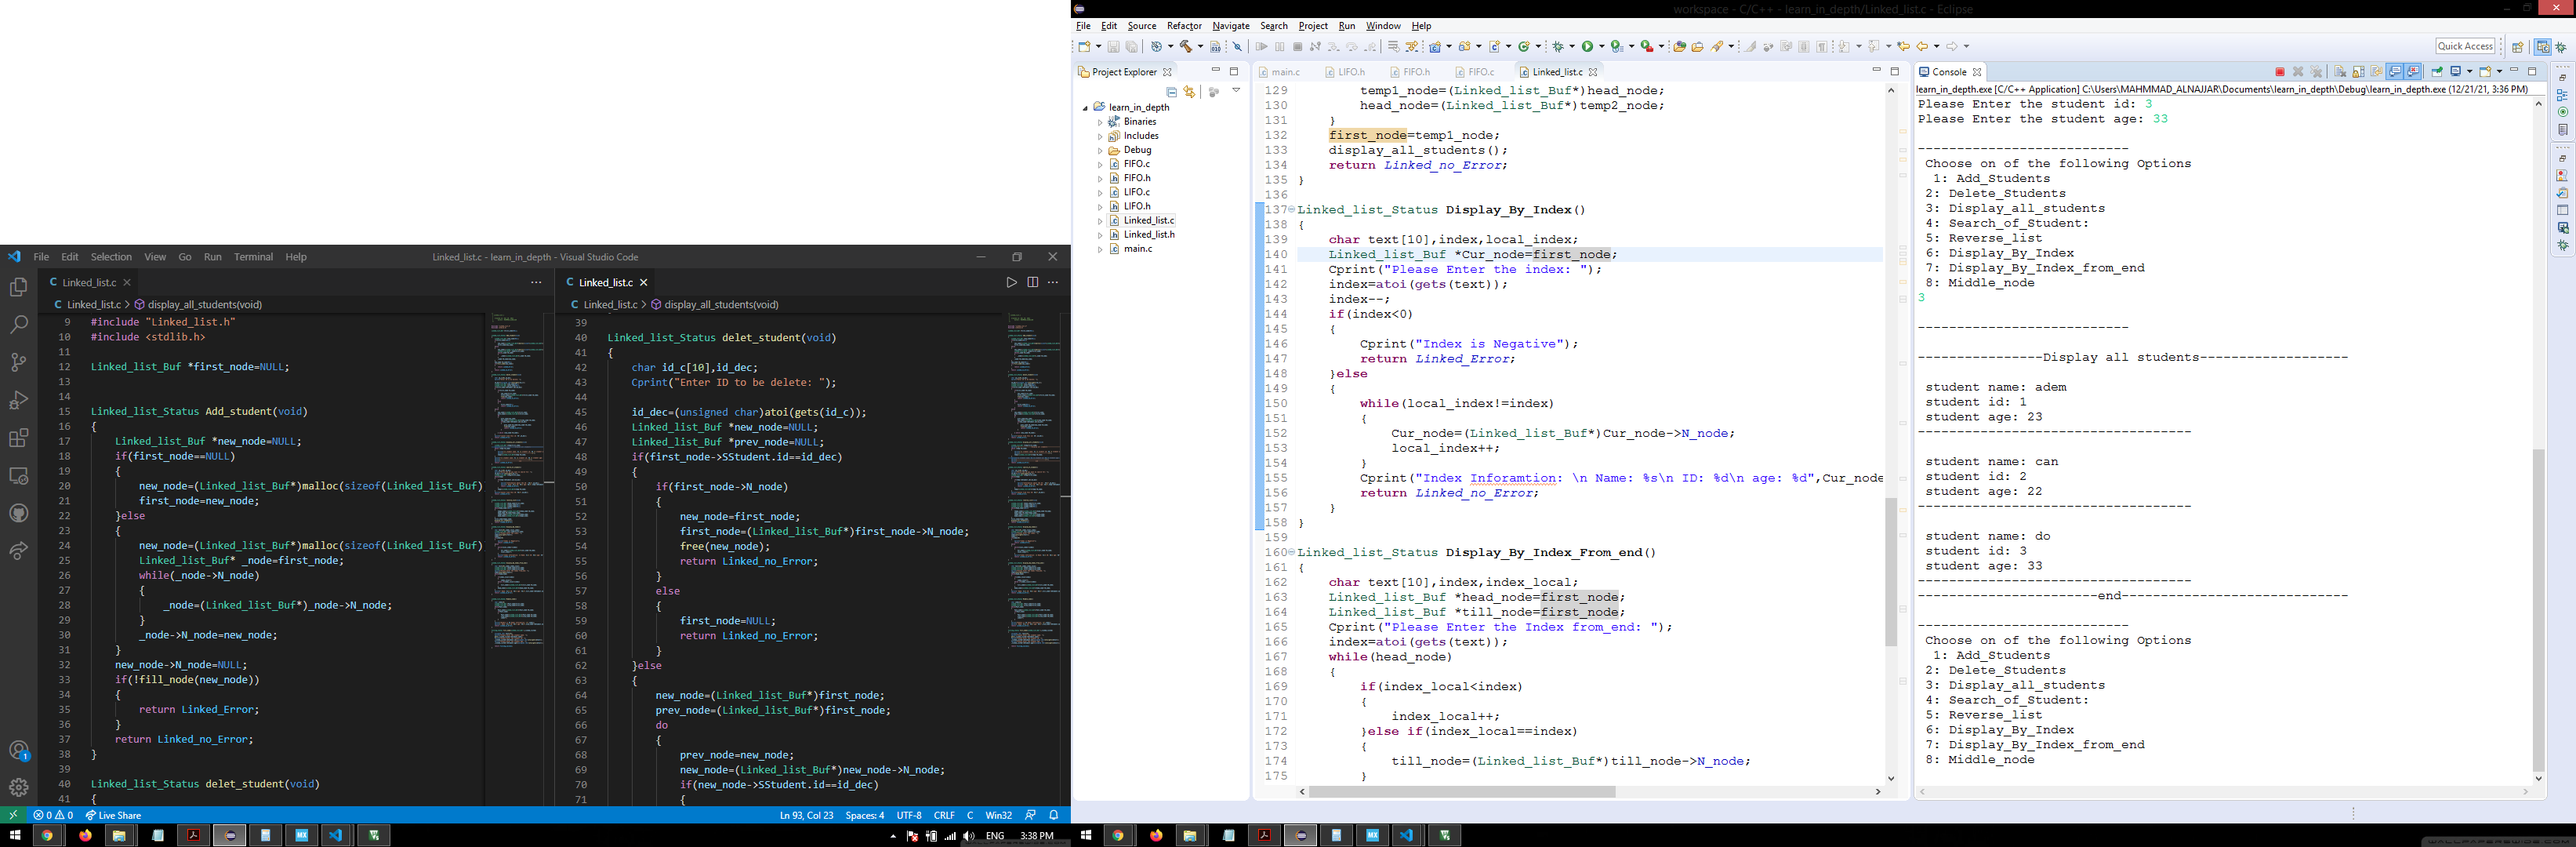 File Edit Selection View Go Run Terminal Help Linked_list.c - learn_in_depth - Visual Studio Code
Linked_list.c
Linked_list.c > display_all_students(void)
9 #include "Linked_list.h"
10 #include <stdlib.h>
11
12 Linked_list_Buf *first_node=NULL;
13
14
15 Linked_list_Status Add_student(void)
16 {
17 Linked_list_Buf *new_node=NULL;
18 if(first_node==NULL)
19 {
20 new_node=(Linked_list_Buf*)malloc(sizeof(Linked_list_Buf)
21 first_node=new_node;
22 }else
23 {
24 new_node=(Linked_list_Buf*)malloc(sizeof(Linked_list_Buf)
25 Linked_list_Buf* _node=first_node;
26 while(_node->N_node)
27 {
28 _node=(Linked_list_Buf*)_node->N_node;
29 }
30 _node->N_node=new_node;
31 }
32 new_node->N_node=NULL;
33 if(!fill_node(new_node))
34 {
35 return Linked_Error;
36 }
37 return Linked_no_Error;
38 }
39
40 Linked_list_Status delet_student(void)
41 {
Linked_list.c
Linked_list.c > display_all_students(void)
39
40 Linked_list_Status delet_student(void)
41 {
42 char id_c[10],id_dec;
43 Cprint("Enter ID to be delete: ");
44
45 id_dec=(unsigned char)atoi(gets(id_c));
46 Linked_list_Buf *new_node=NULL;
47 Linked_list_Buf *prev_node=NULL;
48 if(first_node->SStudent.id==id_dec)
49 {
50 if(first_node->N_node)
51 {
52 new_node=first_node;
53 first_node=(Linked_list_Buf*)first_node->N_node;
54 free(new_node);
55 return Linked_no_Error;
56 }
57 else
58 {
59 first_node=NULL;
60 return Linked_no_Error;
61 }
62 }else
63 {
64 new_node=(Linked_list_Buf*)first_node;
65 prev_node=(Linked_list_Buf*)first_node;
66 do
67 {
68 prev_node=new_node;
69 new_node=(Linked_list_Buf*)new_node->N_node;
70 if(new_node->SStudent.id==id_dec)
71 {
0 0 Live Share Ln 93, Col 23 Spaces: 4 UTF-8 CRLF C Win32
ENG 3:38 PM
workspace - C/C++ - learn_in_depth/Linked_list.c - Eclipse
File Edit Source Refactor Navigate Search Project Run Window Help
Quick Access
Project Explorer
learn_in_depth
Binaries
Includes
Debug
FIFO.c
FIFO.h
LIFO.c
LIFO.h
Linked_list.c
Linked_list.h
main.c
main.c LIFO.h FIFO.h FIFO.c Linked_list.c
129 temp1_node=(Linked_list_Buf*)head_node;
130 head_node=(Linked_list_Buf*)temp2_node;
131 }
132 first_node=temp1_node;
133 display_all_students();
134 return Linked_no_Error;
135 }
136
137 Linked_list_Status Display_By_Index()
138 {
139 char text[10],index,local_index;
140 Linked_list_Buf *Cur_node=first_node;
141 Cprint("Please Enter the index: ");
142 index=atoi(gets(text));
143 index--;
144 if(index<0)
145 {
146 Cprint("Index is Negative");
147 return Linked_Error;
148 }else
149 {
150 while(local_index!=index)
151 {
152 Cur_node=(Linked_list_Buf*)Cur_node->N_node;
153 local_index++;
154 }
155 Cprint("Index Inforamtion: \n Name: %s\n ID: %d\n age: %d",Cur_node
156 return Linked_no_Error;
157 }
158 }
159
160 Linked_list_Status Display_By_Index_From_end()
161 {
162 char text[10],index,index_local;
163 Linked_list_Buf *head_node=first_node;
164 Linked_list_Buf *till_node=first_node;
165 Cprint("Please Enter the Index from_end: ");
166 index=atoi(gets(text));
167 while(head_node)
168 {
169 if(index_local<index)
170 {
171 index_local++;
172 }else if(index_local==index)
173 {
174 till_node=(Linked_list_Buf*)till_node->N_node;
175 }
Console
learn_in_depth.exe [C/C++ Application] C:\Users\MAHMMAD_ALNAJJAR\Documents\learn_in_depth\Debug\learn_in_depth.exe (12/21/21, 3:36 PM)
Please Enter the student id: 3
Please Enter the student age: 33
---------------------------
Choose on of the following Options
1: Add_Students
2: Delete_Students
3: Display_all_students
4: Search_of_Student:
5: Reverse_list
6: Display_By_Index
7: Display_By_Index_from_end
8: Middle_node
3
---------------------------
----------------Display all students-------------------
student name: adem
student id: 1
student age: 23
-----------------------------------
student name: can
student id: 2
student age: 22
-----------------------------------
student name: do
student id: 3
student age: 33
-----------------------------------
-----------------------end-----------------------------
---------------------------
Choose on of the following Options
1: Add_Students
2: Delete_Students
3: Display_all_students
4: Search_of_Student:
5: Reverse_list
6: Display_By_Index
7: Display_By_Index_from_end
8: Middle_node